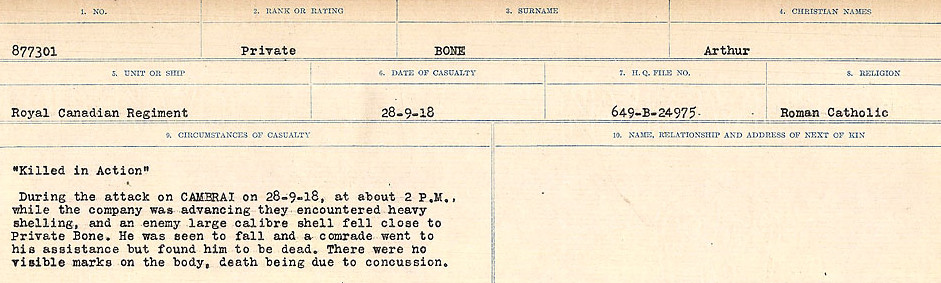 1. NO. 2. RANK OR RATING 3. SURNAME 4. CHRISTIAN NAMES
877301 Private BONE Arthur
5. UNIT OR SHIP 6. DATE OF CASUALTY 7. H.Q. FILE NO. 8. RELIGION
Royal Canadian Regiment 28-9-18 649-B-24975. Roman Catholic
9. CIRCUMSTANCES OF CASUALTY 10. NAME, RELATIONSHIP AND ADDRESS OF NEXT OF KIN
"Killed in Action"
During the attack on CAMBRAI on 28-9-18, at about 2 P.M.,
while the company was advancing they encountered heavy
shelling, and an enemy large calibre shell fell close to
Private Bone. He was seen to fall and a comrade went to
his assistance but found him to be dead. There were no
visible marks on the body, death being due to concussion.